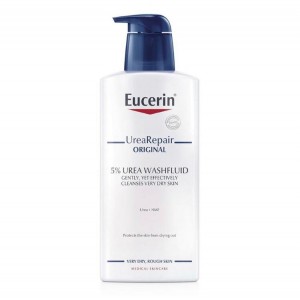 Eucerin®
UreaRepair
ORIGINAL
5% UREA WASHFLUID
GENTLY, YET EFFECTIVELY
CLEANSES VERY DRY SKIN
VERY DRY, ROUGH SKIN
MEDICAL SKINCARE